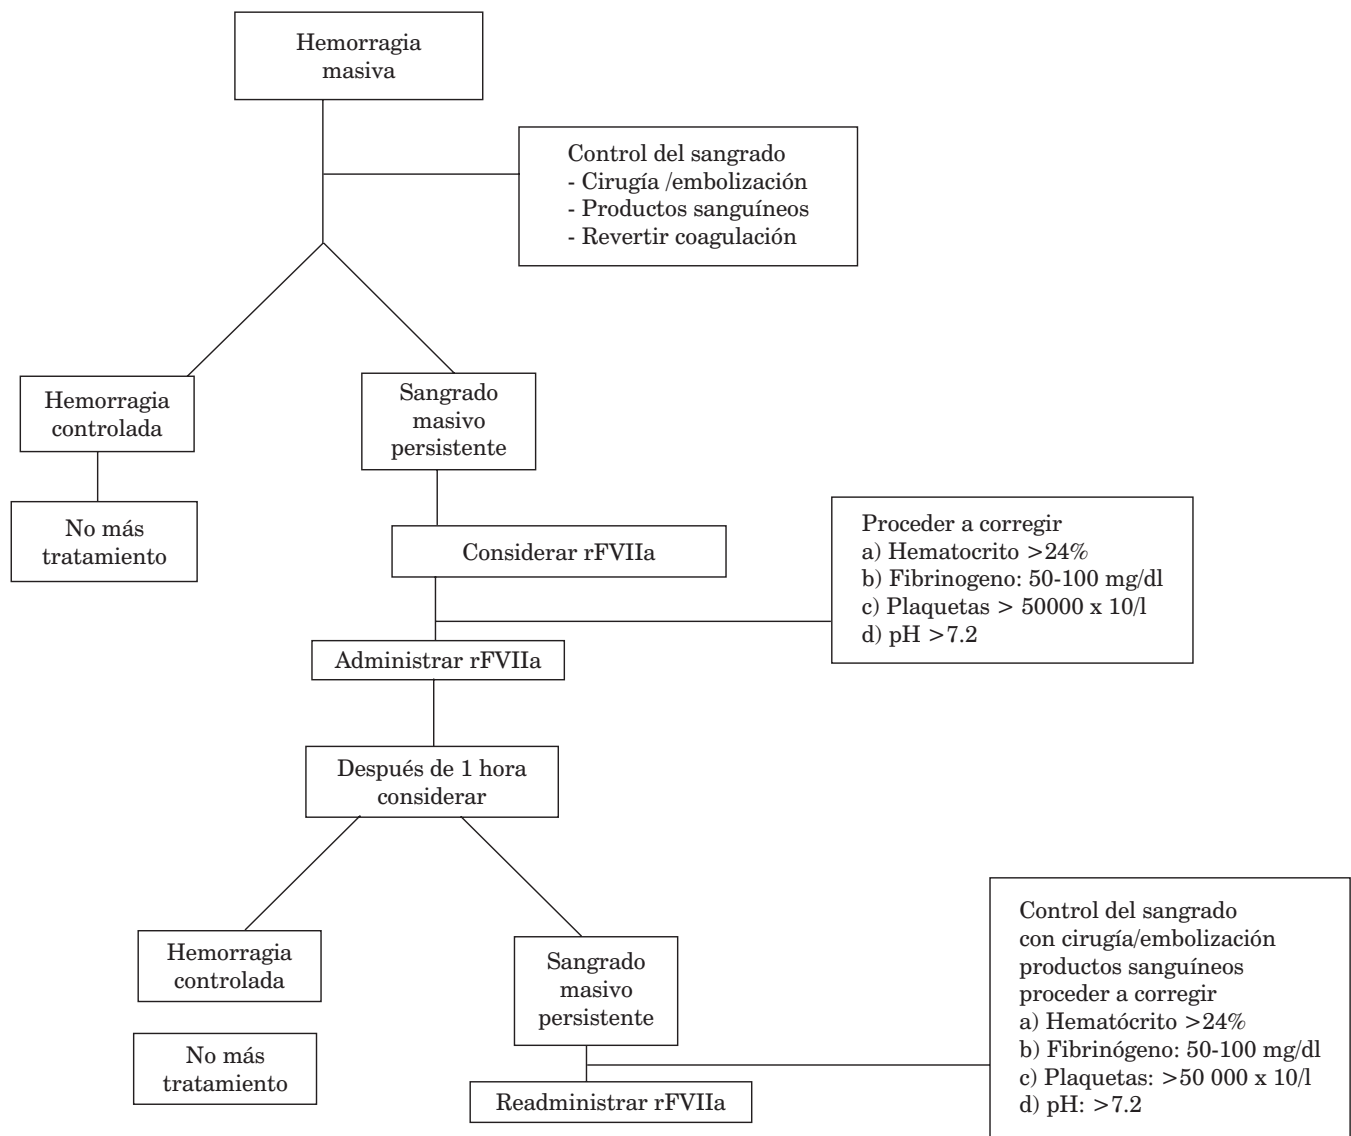 Hemorragia
masiva
Control del sangrado
- Cirugía /embolización
- Productos sanguíneos
- Revertir coagulación
Hemorragia
controlada
Sangrado
masivo
persistente
No más
tratamiento
Considerar rFVIIa
Proceder a corregir
a) Hematocrito >24%
b) Fibrinogeno: 50-100 mg/dl
c) Plaquetas > 50000 x 10/l
d) pH >7.2
Administrar rFVIIa
Después de 1 hora
considerar
Hemorragia
controlada
Sangrado
masivo
persistente
No más
tratamiento
Control del sangrado
con cirugía/embolización
productos sanguíneos
proceder a corregir
a) Hematócrito >24%
b) Fibrinógeno: 50-100 mg/dl
c) Plaquetas: >50 000 x 10/l
d) pH: >7.2
Readministrar rFVIIa